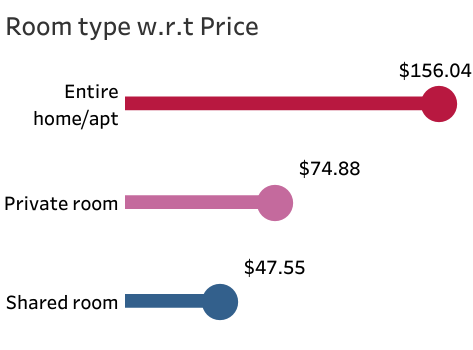 Room type w.r.t Price
$156.04
Entire
home/apt
$74.88
Private room
$47.55
Shared room